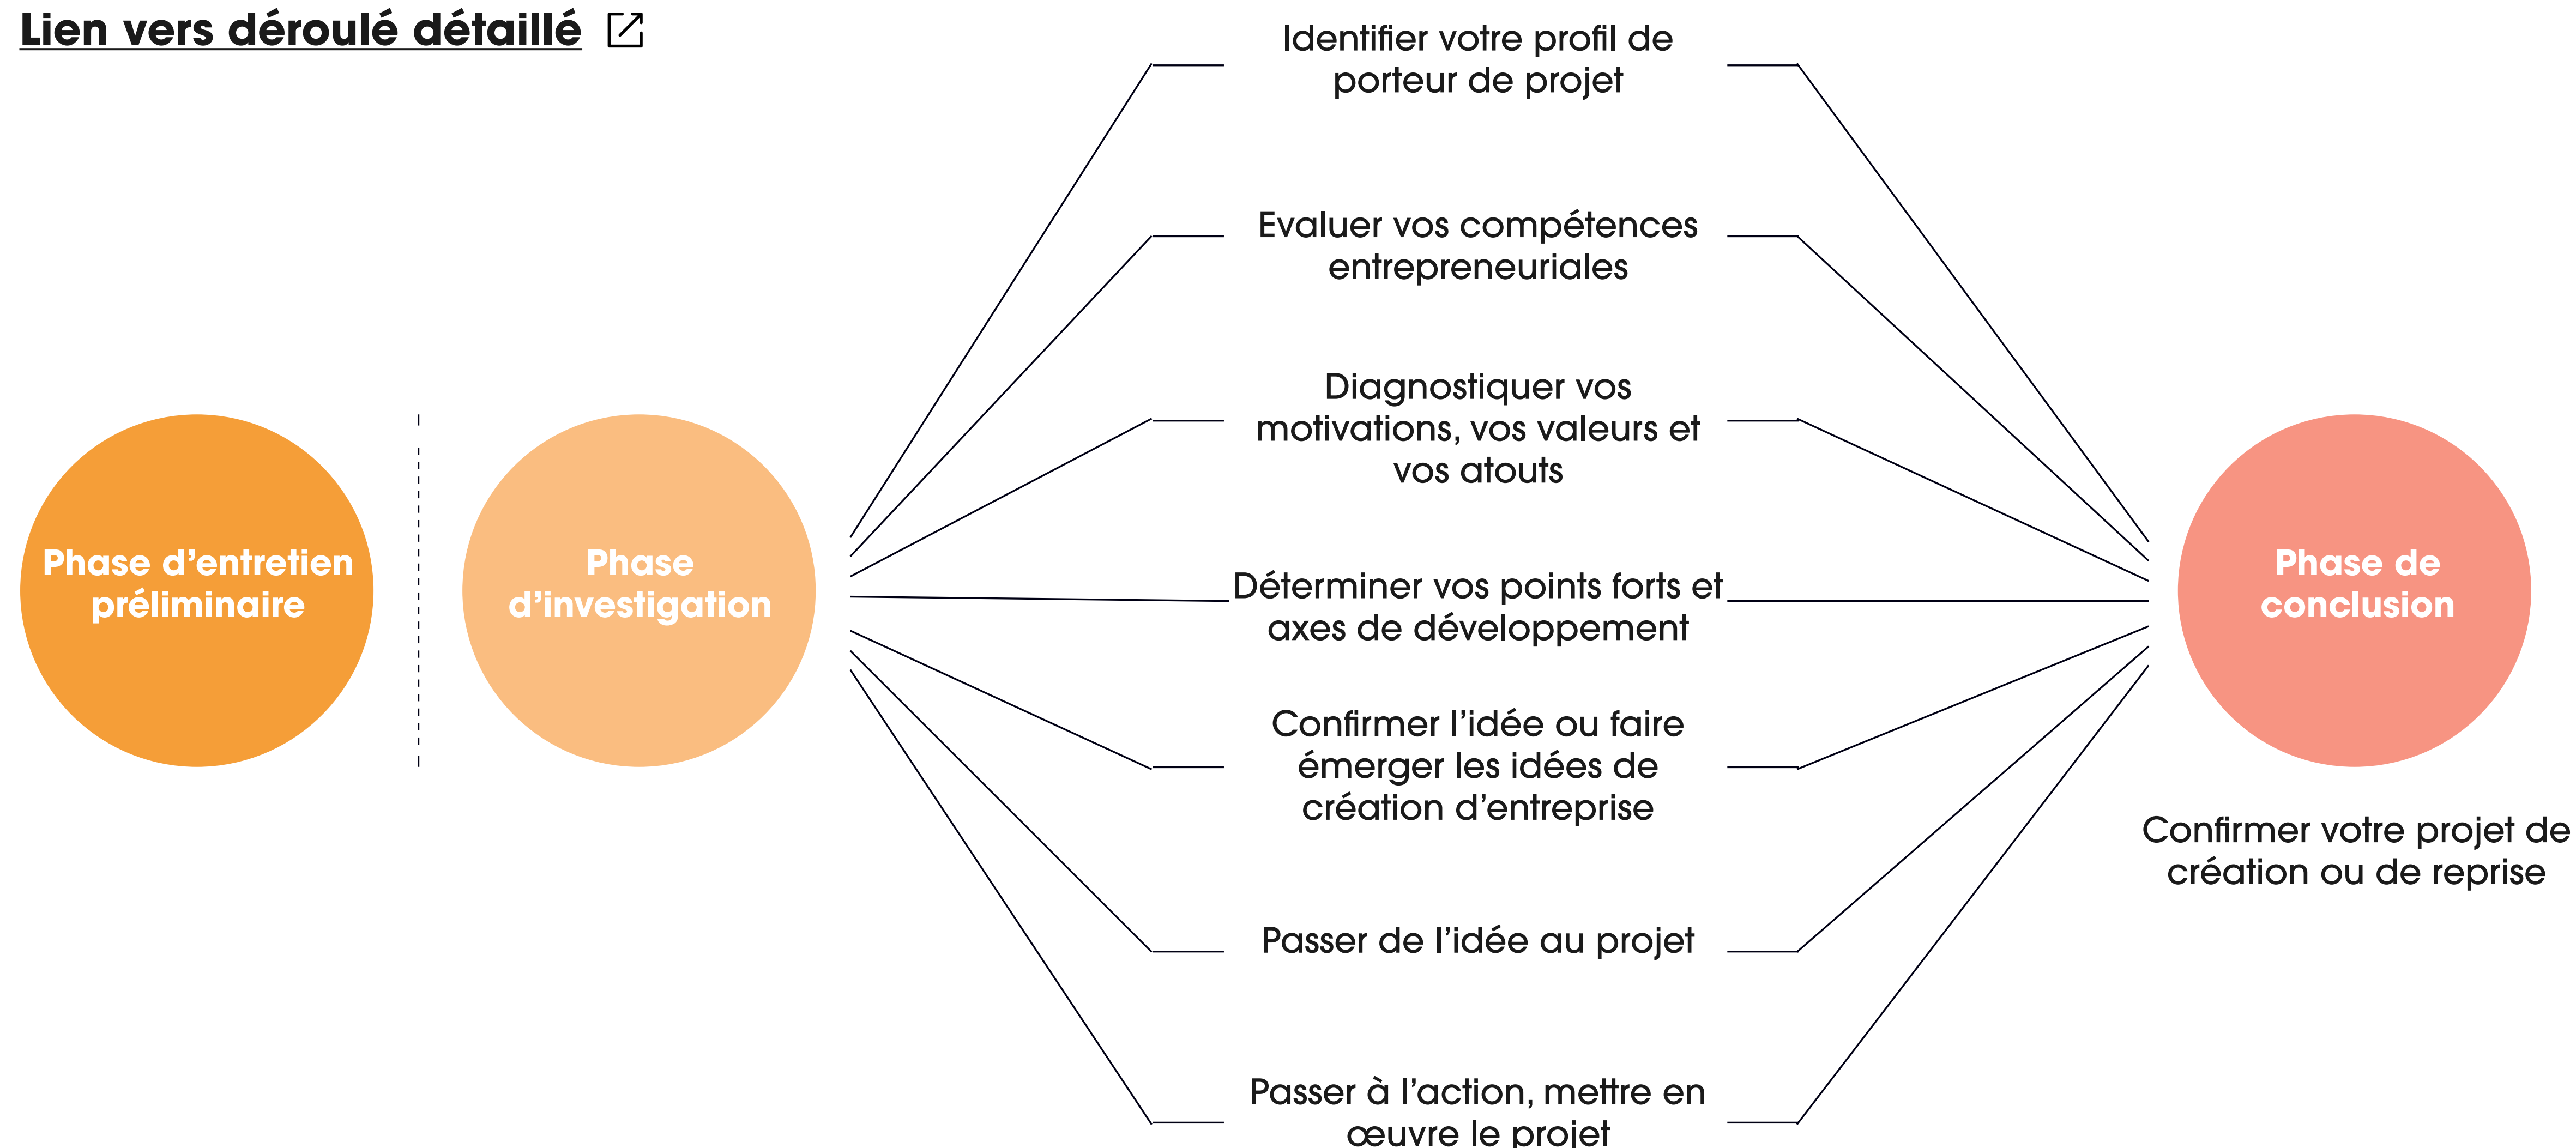 Lien vers déroulé détaillé
Identifier votre profil de
porteur de projet
Evaluer vos compétences
entrepreneuriales
Diagnostiquer vos
motivations, vos valeurs et
vos atouts
Phase d’entretien
préliminaire
Phase
d’investigation
Déterminer vos points forts et
axes de développement
Phase de
conclusion
Confirmer l’idée ou faire
émerger les idées de
création d’entreprise
Confirmer votre projet de
création ou de reprise
Passer de l’idée au projet
Passer à l’action, mettre en
œuvre le projet